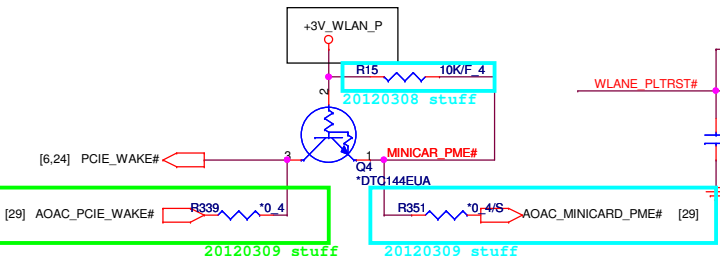 +3V_WLAN_P
R15 10K/F_4
WLANE_PLTRST#
2
20120308 stuff
[6,24] PCIE_WAKE#
3
1
MINICAR_PME#
Q4
*DTC144EUA
[29] AOAC_PCIE_WAKE#
R339 *0_4
R351 *0_4/S
AOAC_MINICARD_PME# [29]
20120309 stuff
20120309 stuff